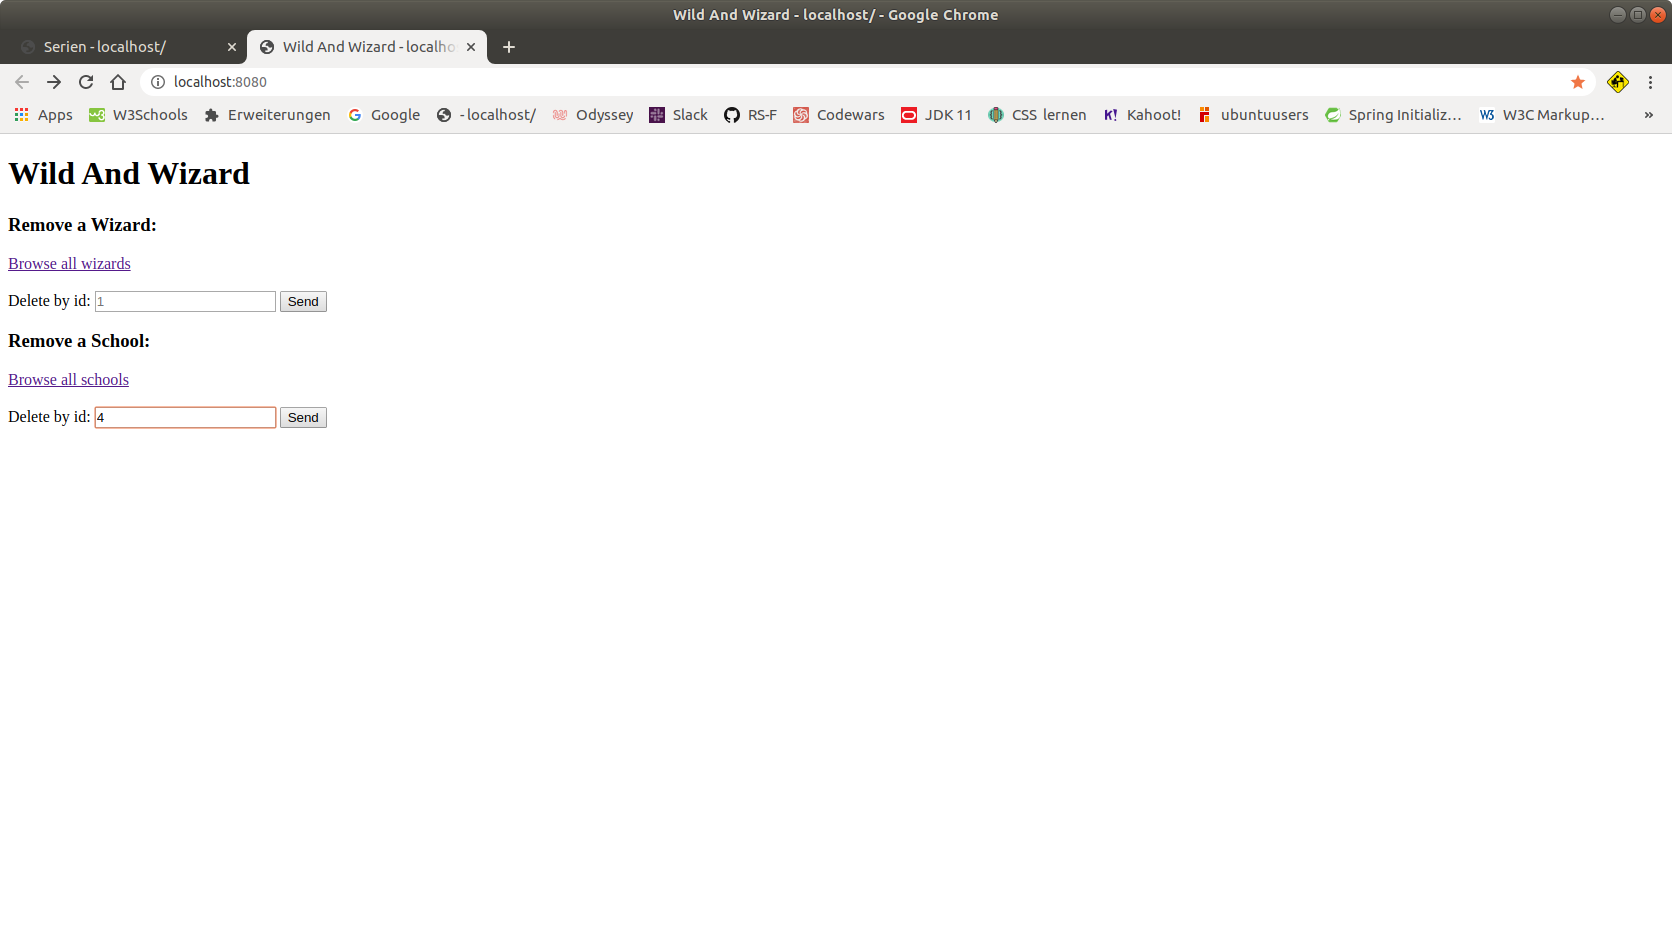 Wild And Wizard - localhost/ - Google Chrome
Serien - localhost/
Wild And Wizard - localho
localhost:8080
Apps W3Schools Erweiterungen Google - localhost/ Odyssey Slack RS-F Codewars JDK 11 CSS lernen Kahoot! ubuntuusers Spring Initializ... W3C Markup... »
Wild And Wizard
Remove a Wizard:
Browse all wizards
Delete by id: 1 Send
Remove a School:
Browse all schools
Delete by id: 4 Send